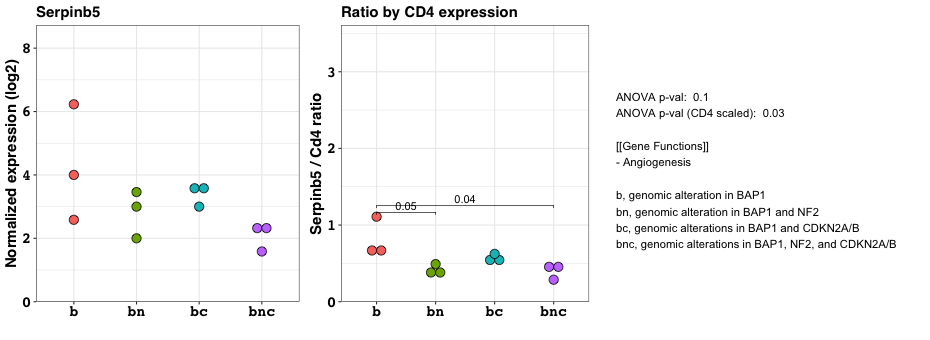 Serpinb5
Normalized expression (log2)
8
6
4
2
0
b bn bc bnc
Ratio by CD4 expression
Serpinb5 / Cd4 ratio
3
2
1
0
0.05
0.04
b bn bc bnc
ANOVA p-val: 0.1
ANOVA p-val (CD4 scaled): 0.03
[[Gene Functions]]
- Angiogenesis
b, genomic alteration in BAP1
bn, genomic alteration in BAP1 and NF2
bc, genomic alterations in BAP1 and CDKN2A/B
bnc, genomic alterations in BAP1, NF2, and CDKN2A/B